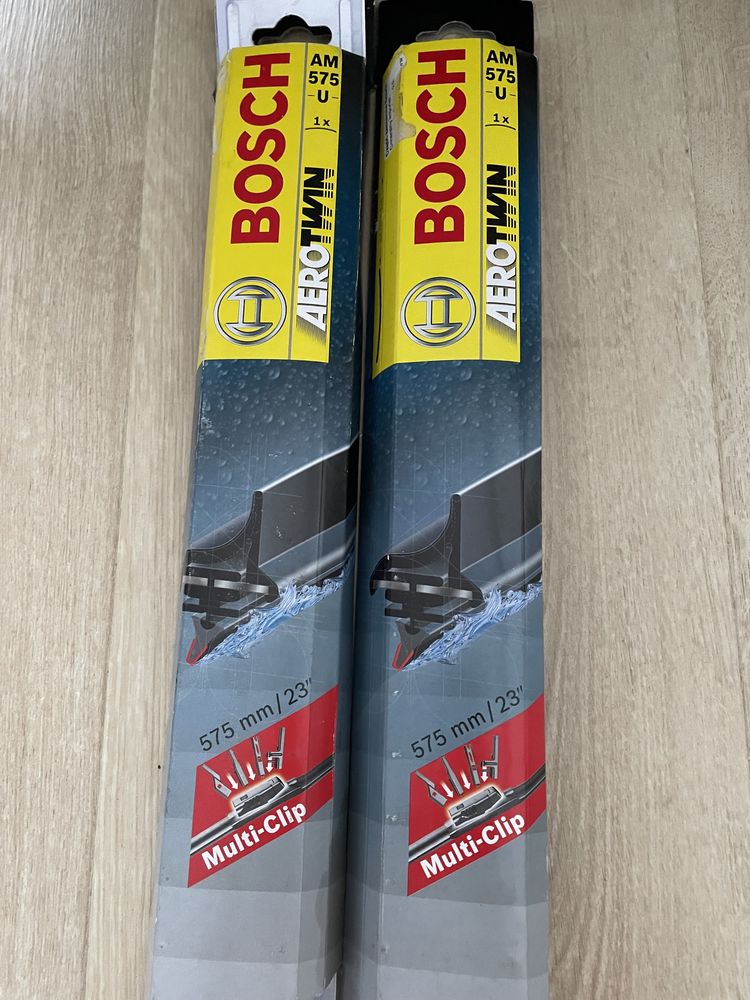 BOSCH
AM
575
U
1x
AEROTWIN
575 mm/23"
Multi-Clip
BOSCH
AM
575
U
1x
AEROTWIN
575 mm/23"
Multi-Clip